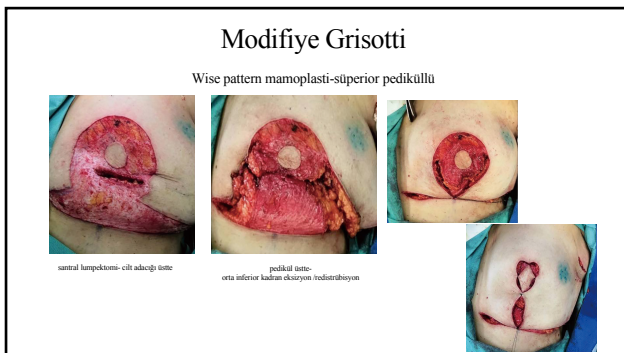 Modifiye Grisotti
Wise pattern mamoplasti-süperior pediküllü
santral lumpektomi- cilt adacığı üstte
pedikül üstte-
orta inferior kadran eksizyon /redistrübisyon